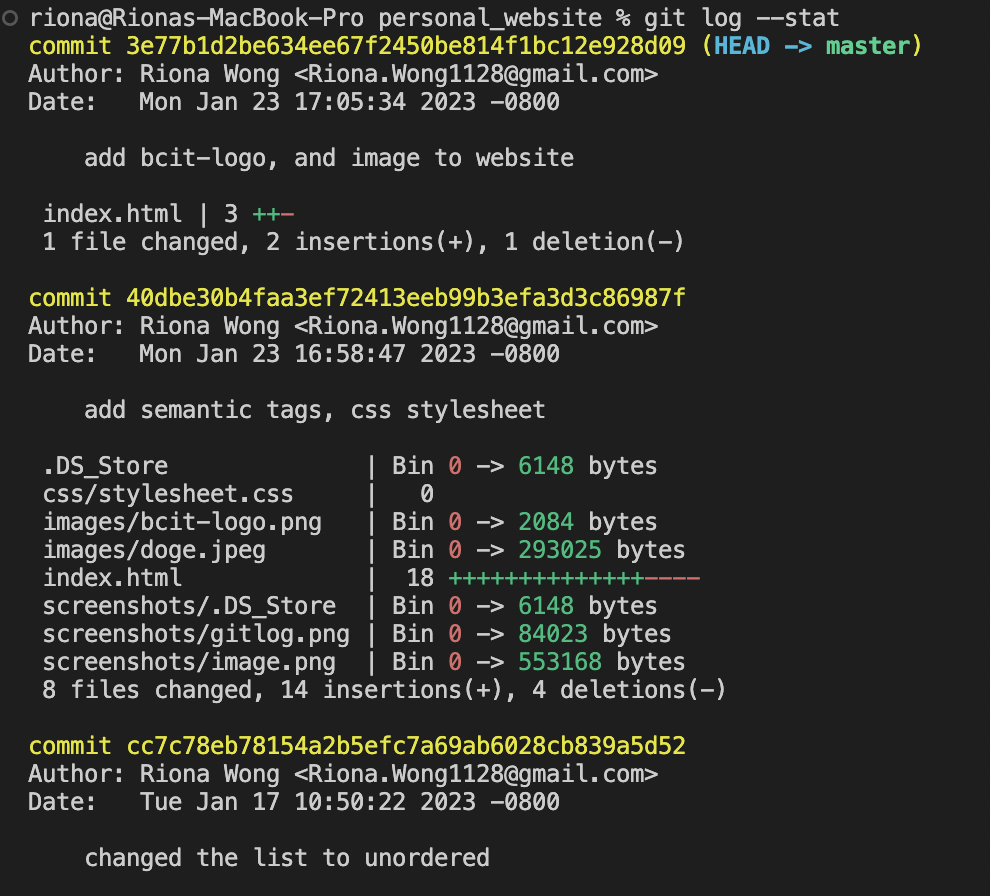 riona@Rionas-MacBook-Pro personal_website % git log --stat
commit 3e77b1d2be634ee67f2450be814f1bc12e928d09 (HEAD -> master)
Author: Riona Wong <Riona.Wong1128@gmail.com>
Date:   Mon Jan 23 17:05:34 2023 -0800
    add bcit-logo, and image to website
 index.html | 3 ++-
 1 file changed, 2 insertions(+), 1 deletion(-)
commit 40dbe30b4faa3ef72413eeb99b3efa3d3c86987f
Author: Riona Wong <Riona.Wong1128@gmail.com>
Date:   Mon Jan 23 16:58:47 2023 -0800
    add semantic tags, css stylesheet
 .DS_Store              | Bin 0 -> 6148 bytes
 css/stylesheet.css     |   0
 images/bcit-logo.png   | Bin 0 -> 2084 bytes
 images/doge.jpeg       | Bin 0 -> 293025 bytes
 index.html             |  18 ++++++++++++++----
 screenshots/.DS_Store  | Bin 0 -> 6148 bytes
 screenshots/gitlog.png | Bin 0 -> 84023 bytes
 screenshots/image.png  | Bin 0 -> 553168 bytes
 8 files changed, 14 insertions(+), 4 deletions(-)
commit cc7c78eb78154a2b5efc7a69ab6028cb839a5d52
Author: Riona Wong <Riona.Wong1128@gmail.com>
Date:   Tue Jan 17 10:50:22 2023 -0800
    changed the list to unordered